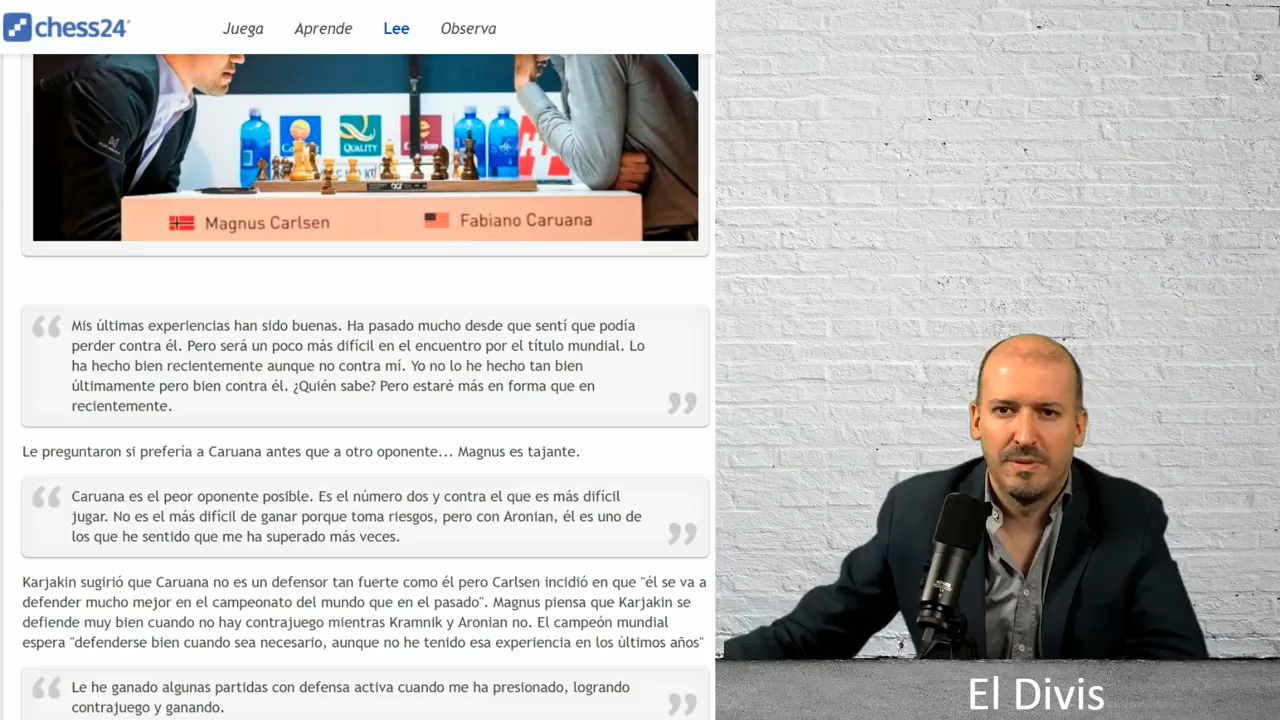 chess24
Juega
Aprende
Lee
Observa
QUALITY
Magnus Carlsen
Fabiano Caruana
Mis últimas experiencias han sido buenas. Ha pasado mucho desde que sentí que podía
perder contra él. Pero será un poco más difícil en el encuentro por el título mundial. Lo
ha hecho bien recientemente aunque no contra mí. Yo no lo he hecho tan bien
últimamente pero bien contra él. ¿Quién sabe? Pero estaré más en forma que en
recientemente.
Le preguntaron si prefería a Caruana antes que a otro oponente... Magnus es tajante.
Caruana es el peor oponente posible. Es el número dos y contra el que es más difícil
jugar. No es el más difícil de ganar porque toma riesgos, pero con Aronian, él es uno de
los que he sentido que me ha superado más veces.
Karjakin sugirió que Caruana no es un defensor tan fuerte como él pero Carlsen incidió en que "él se va a
defender mucho mejor en el campeonato del mundo que en el pasado". Magnus piensa que Karjakin se
defiende muy bien cuando no hay contrajuego mientras Kramnik y Aronian no. El campeón mundial
espera "defenderse bien cuando sea necesario, aunque no he tenido esa experiencia en los últimos años"
Le he ganado algunas partidas con defensa activa cuando me ha presionado, logrando
contrajuego y ganando.
El Divis